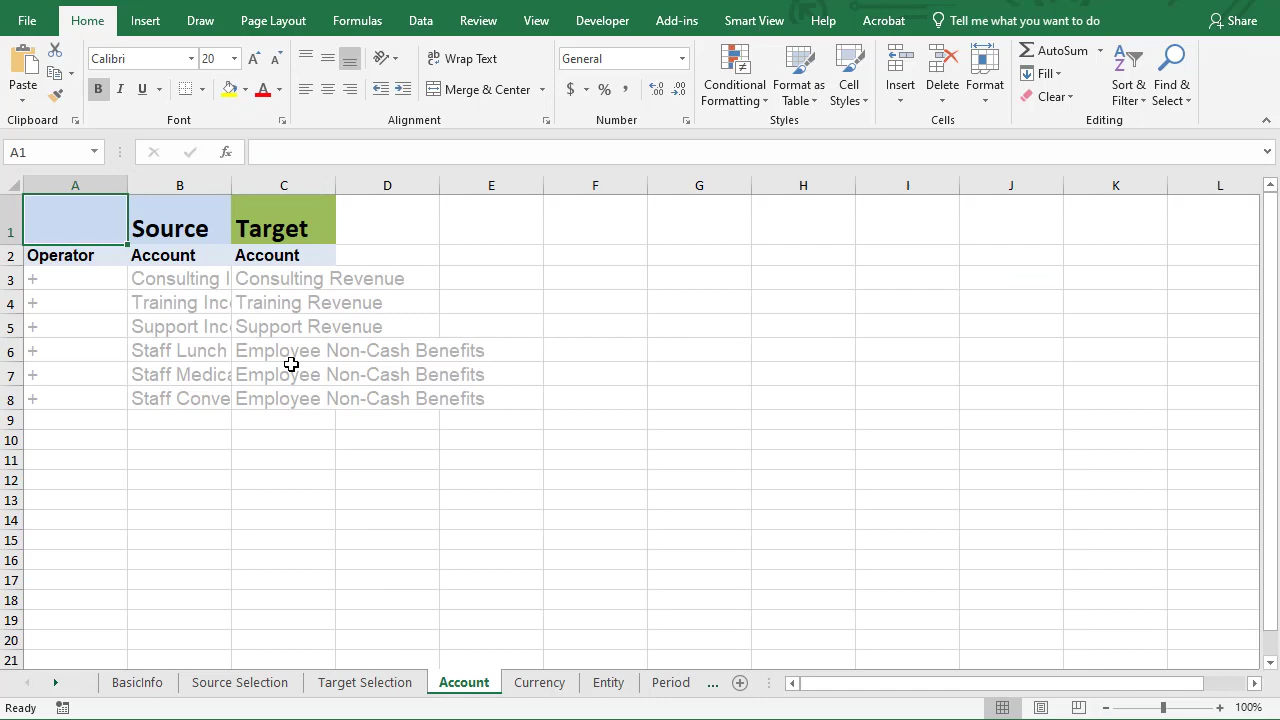 File Home Insert Draw Page Layout Formulas Data Review View Developer Add-ins Smart View Help Acrobat Tell me what you want to do Share
Calibri 20 A A Wrap Text General Conditional Formatting Format as Table Cell Styles Insert Delete Format AutoSum Sort & Filter Find & Select
Paste B I U A Merge & Center $ % , Fill
Clear
Clipboard Font Alignment Number Styles Cells Editing
A1 fx
A B C D E F G H I J K L
1 Source Target
2 Operator Account Account
3 + Consulting I Consulting Revenue
4 + Training Inc Training Revenue
5 + Support Inc Support Revenue
6 + Staff Lunch Employee Non-Cash Benefits
7 + Staff Medica Employee Non-Cash Benefits
8 + Staff Conve Employee Non-Cash Benefits
9
10
11
12
13
14
15
16
17
18
19
20
21
BasicInfo Source Selection Target Selection Account Currency Entity Period ...
Ready 100%